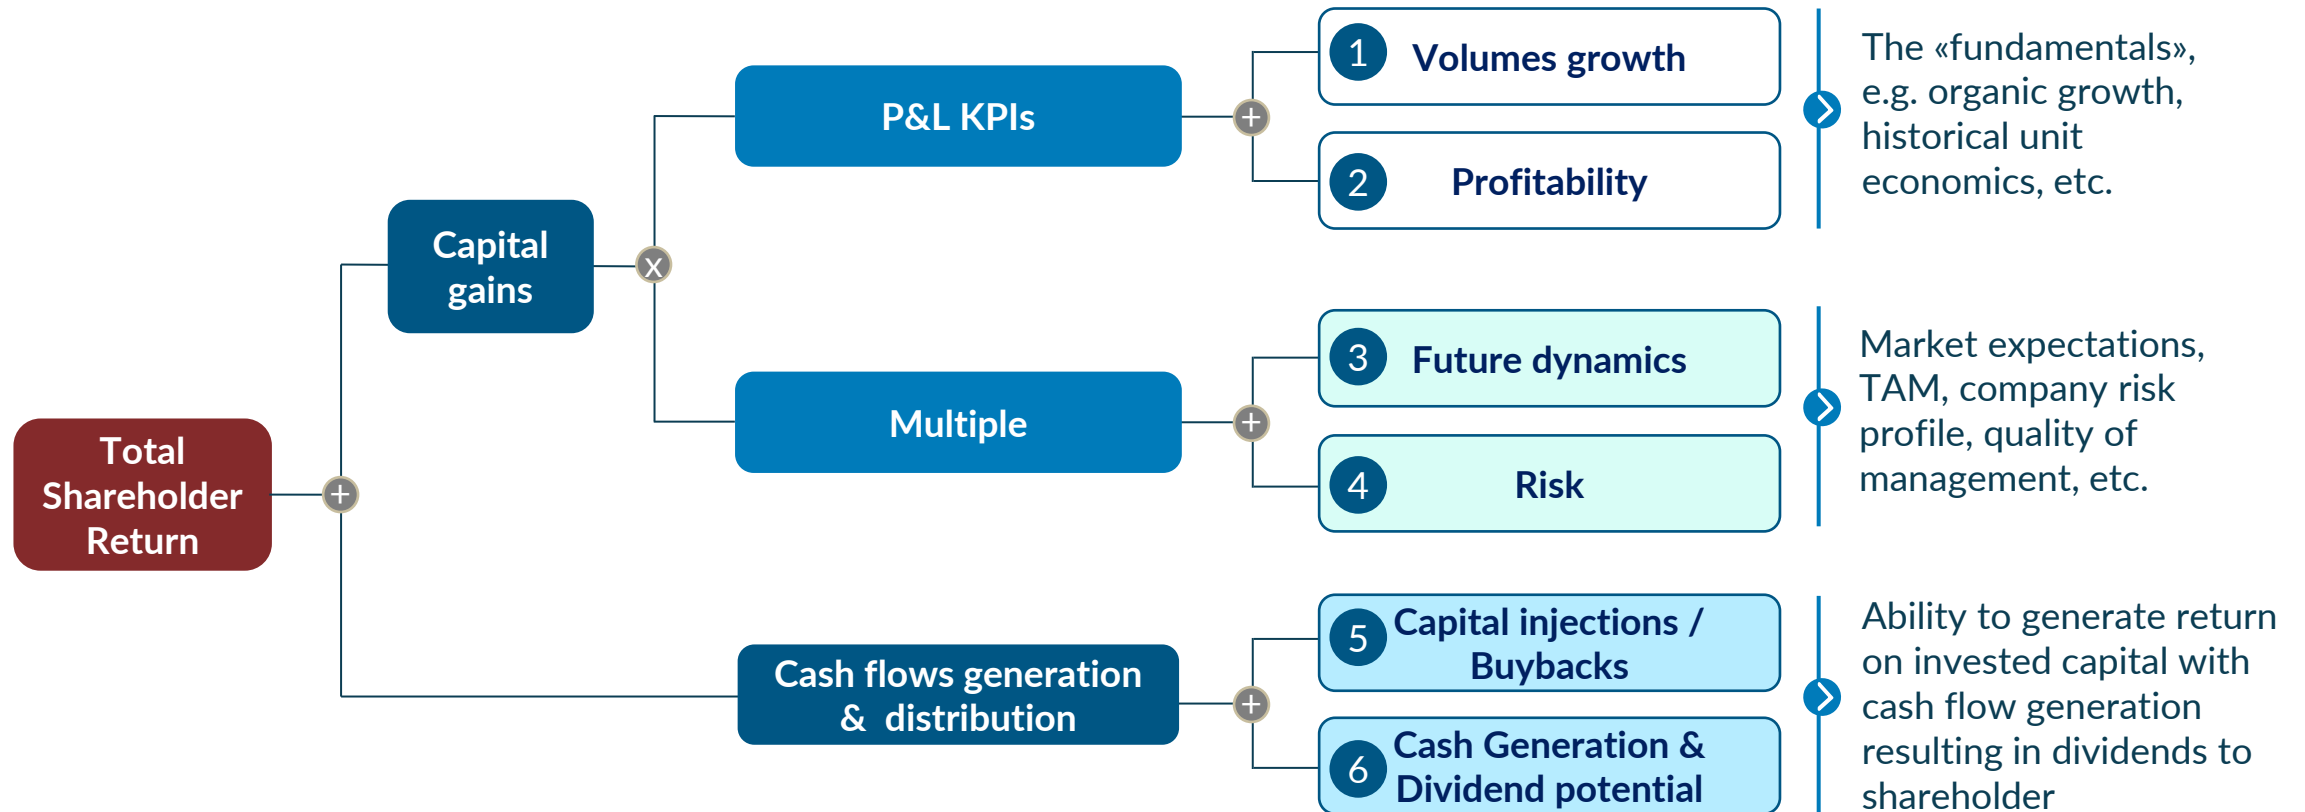 Total
Shareholder
Return
+
Capital
gains
x
P&L KPIs
+
1
Volumes growth
2
Profitability
The «fundamentals»,
e.g. organic growth,
historical unit
economics, etc.
Multiple
+
3
Future dynamics
4
Risk
Market expectations,
TAM, company risk
profile, quality of
management, etc.
Cash flows generation
& distribution
+
5
Capital injections /
Buybacks
6
Cash Generation &
Dividend potential
Ability to generate return
on invested capital with
cash flow generation
resulting in dividends to
shareholder